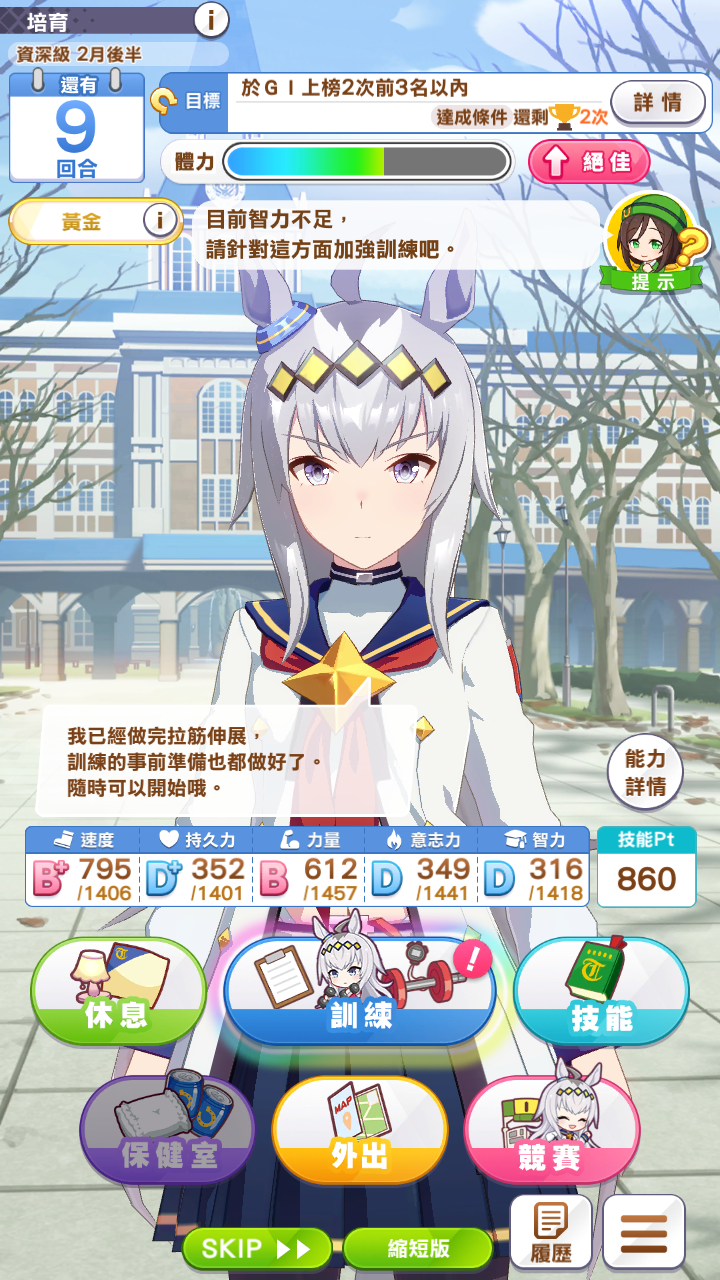 培育
i
資深級 2月後半
還有
9
回合
目標
於GⅠ上榜2次前3名以內
達成條件 還剩 2次
詳情
體力
絕佳
黃金
i
目前智力不足，
請針對這方面加強訓練吧。
提示
我已經做完拉筋伸展，
訓練的事前準備也都做好了。
隨時可以開始哦。
能力
詳情
速度 持久力 力量 意志力 智力 技能Pt
B+ 795 D+ 352 B 612 D 349 D 316
/1406 /1401 /1457 /1441 /1418
860
休息
訓練
!
技能
保健室
MAP
外出
競賽
SKIP
縮短版
履歷